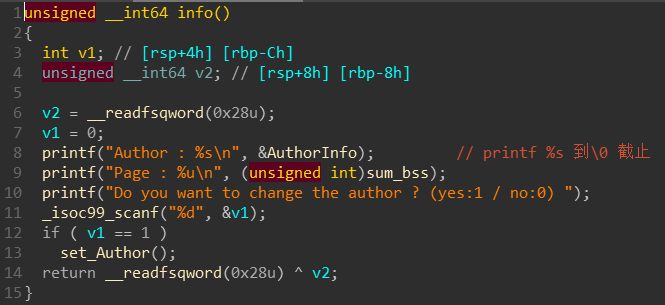 1 unsigned __int64 info()
2 {
3 int v1; // [rsp+4h] [rbp-Ch]
4 unsigned __int64 v2; // [rsp+8h] [rbp-8h]
5
6 v2 = __readfsqword(0x28u);
7 v1 = 0;
8 printf("Author : %s\n", &AuthorInfo); // printf %s 到\0 截止
9 printf("Page : %u\n", (unsigned int)sum_bss);
10 printf("Do you want to change the author ? (yes:1 / no:0) ");
11 _isoc99_scanf("%d", &v1);
12 if ( v1 == 1 )
13 set_Author();
14 return __readfsqword(0x28u) ^ v2;
15 }